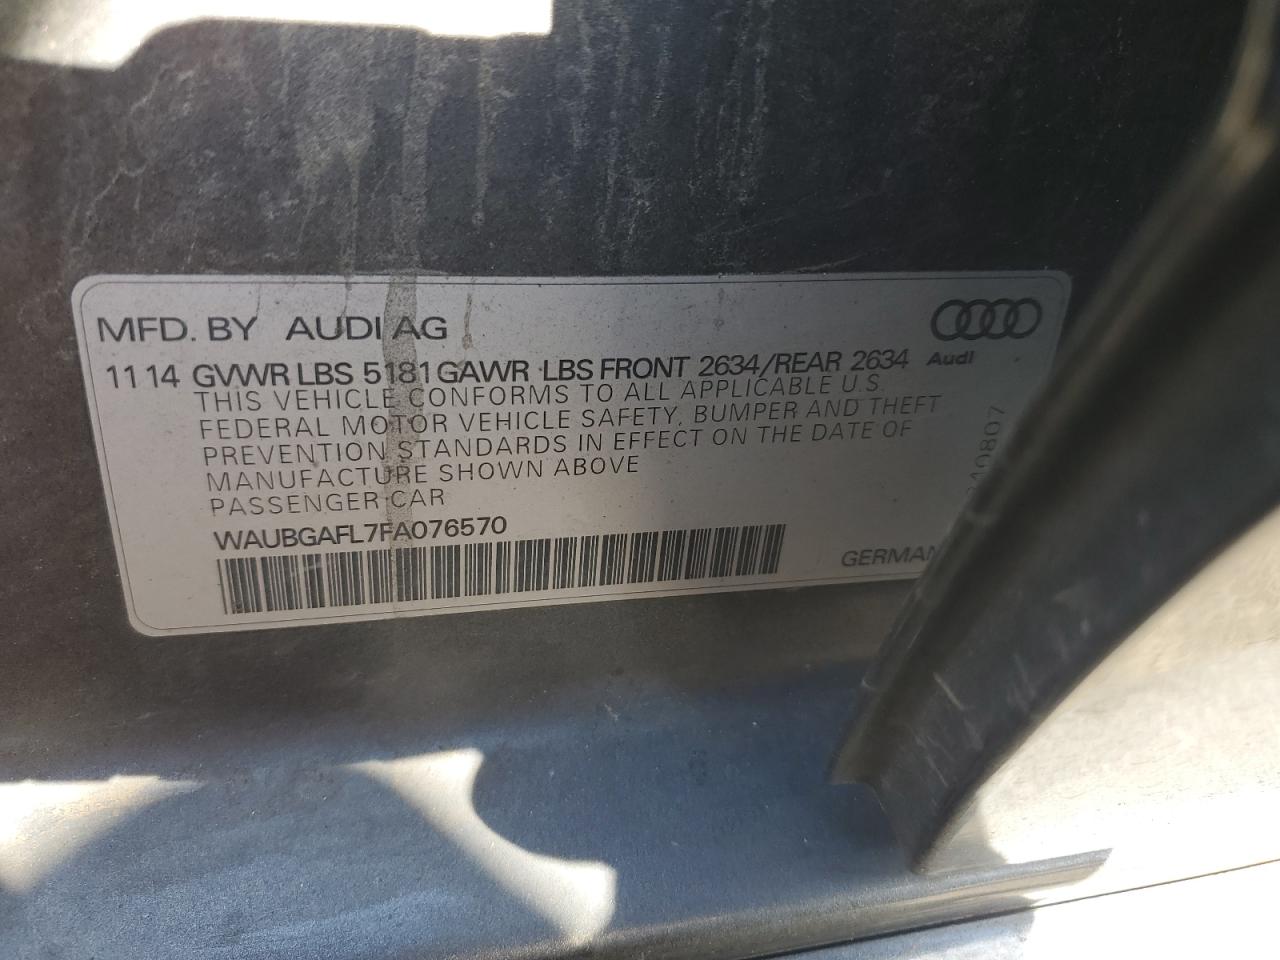 MFD. BY AUDI AG
11 14 GVWR LBS 5181 GAWR LBS FRONT 2634/REAR 2634
Audi
THIS VEHICLE CONFORMS TO ALL APPLICABLE U.S.
FEDERAL MOTOR VEHICLE SAFETY, BUMPER AND THEFT
PREVENTION STANDARDS IN EFFECT ON THE DATE OF
MANUFACTURE SHOWN ABOVE
PASSENGER CAR
WAUBGAFL7FA076570